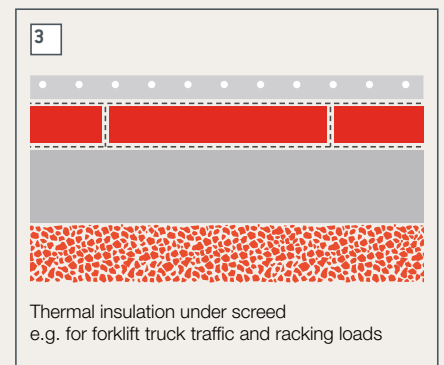 3
Thermal insulation under screed
e.g. for forklift truck traffic and racking loads